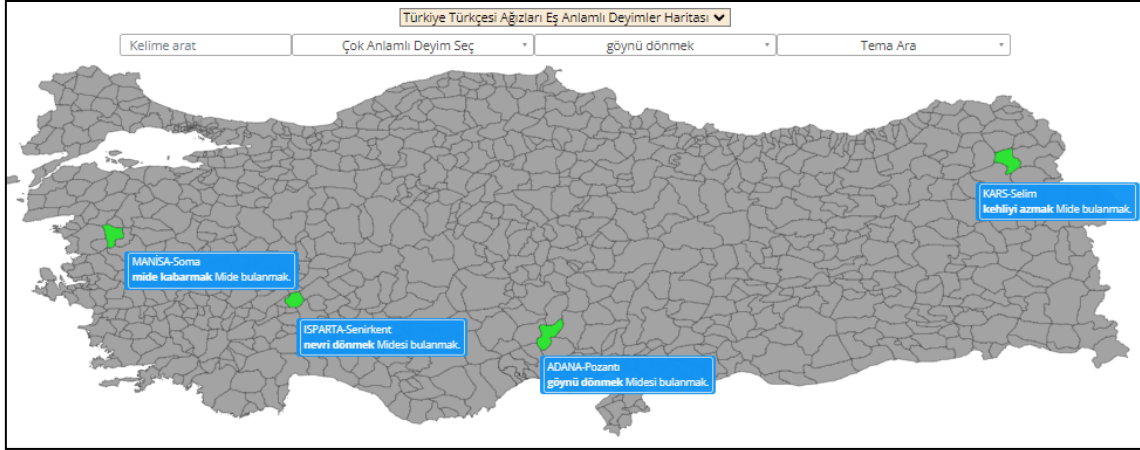 Türkiye Türkçesi Ağızları Eş Anlamlı Deyimler Haritası
Kelime arat
Çok Anlamlı Deyim Seç
göynü dönmek
Tema Ara
KARS-Selim
kehliyi azmak Mide bulanmak.
MANİSA-Soma
mide kabarmak Mide bulanmak.
ISPARTA-Senirkent
nevri dönmek Midesi bulanmak.
ADANA-Pozantı
göynü dönmek Midesi bulanmak.